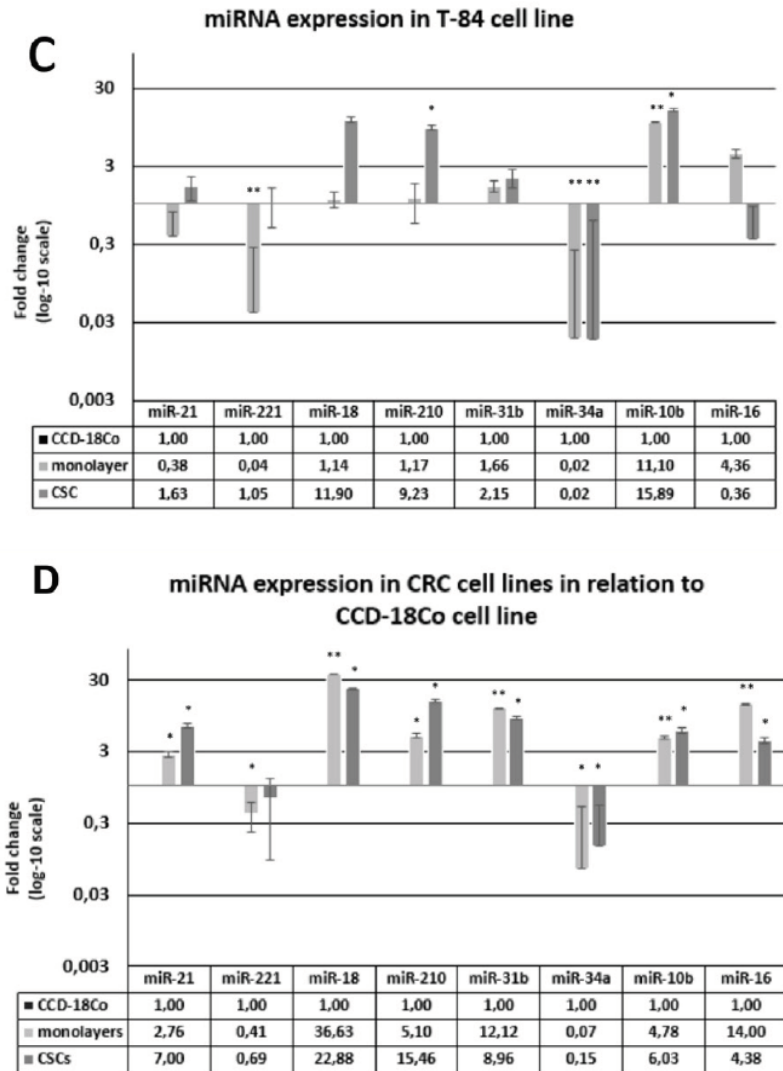 miRNA expression in T-84 cell line
C
30
3
0,3
0,03
0,003
Fold change
(log-10 scale)
*
** *
**
** **
miR-21 miR-221 miR-18 miR-210 miR-31b miR-34a miR-10b miR-16
CCD-18Co 1,00 1,00 1,00 1,00 1,00 1,00 1,00 1,00
monolayer 0,38 0,04 1,14 1,17 1,66 0,02 11,10 4,36
CSC 1,63 1,05 11,90 9,23 2,15 0,02 15,89 0,36
D
miRNA expression in CRC cell lines in relation to
CCD-18Co cell line
30
3
0,3
0,03
0,003
Fold change
(log-10 scale)
* * * ** * * * ** * * * ** * ** *
miR-21 miR-221 miR-18 miR-210 miR-31b miR-34a miR-10b miR-16
CCD-18Co 1,00 1,00 1,00 1,00 1,00 1,00 1,00 1,00
monolayers 2,76 0,41 36,63 5,10 12,12 0,07 4,78 14,00
CSCs 7,00 0,69 22,88 15,46 8,96 0,15 6,03 4,38